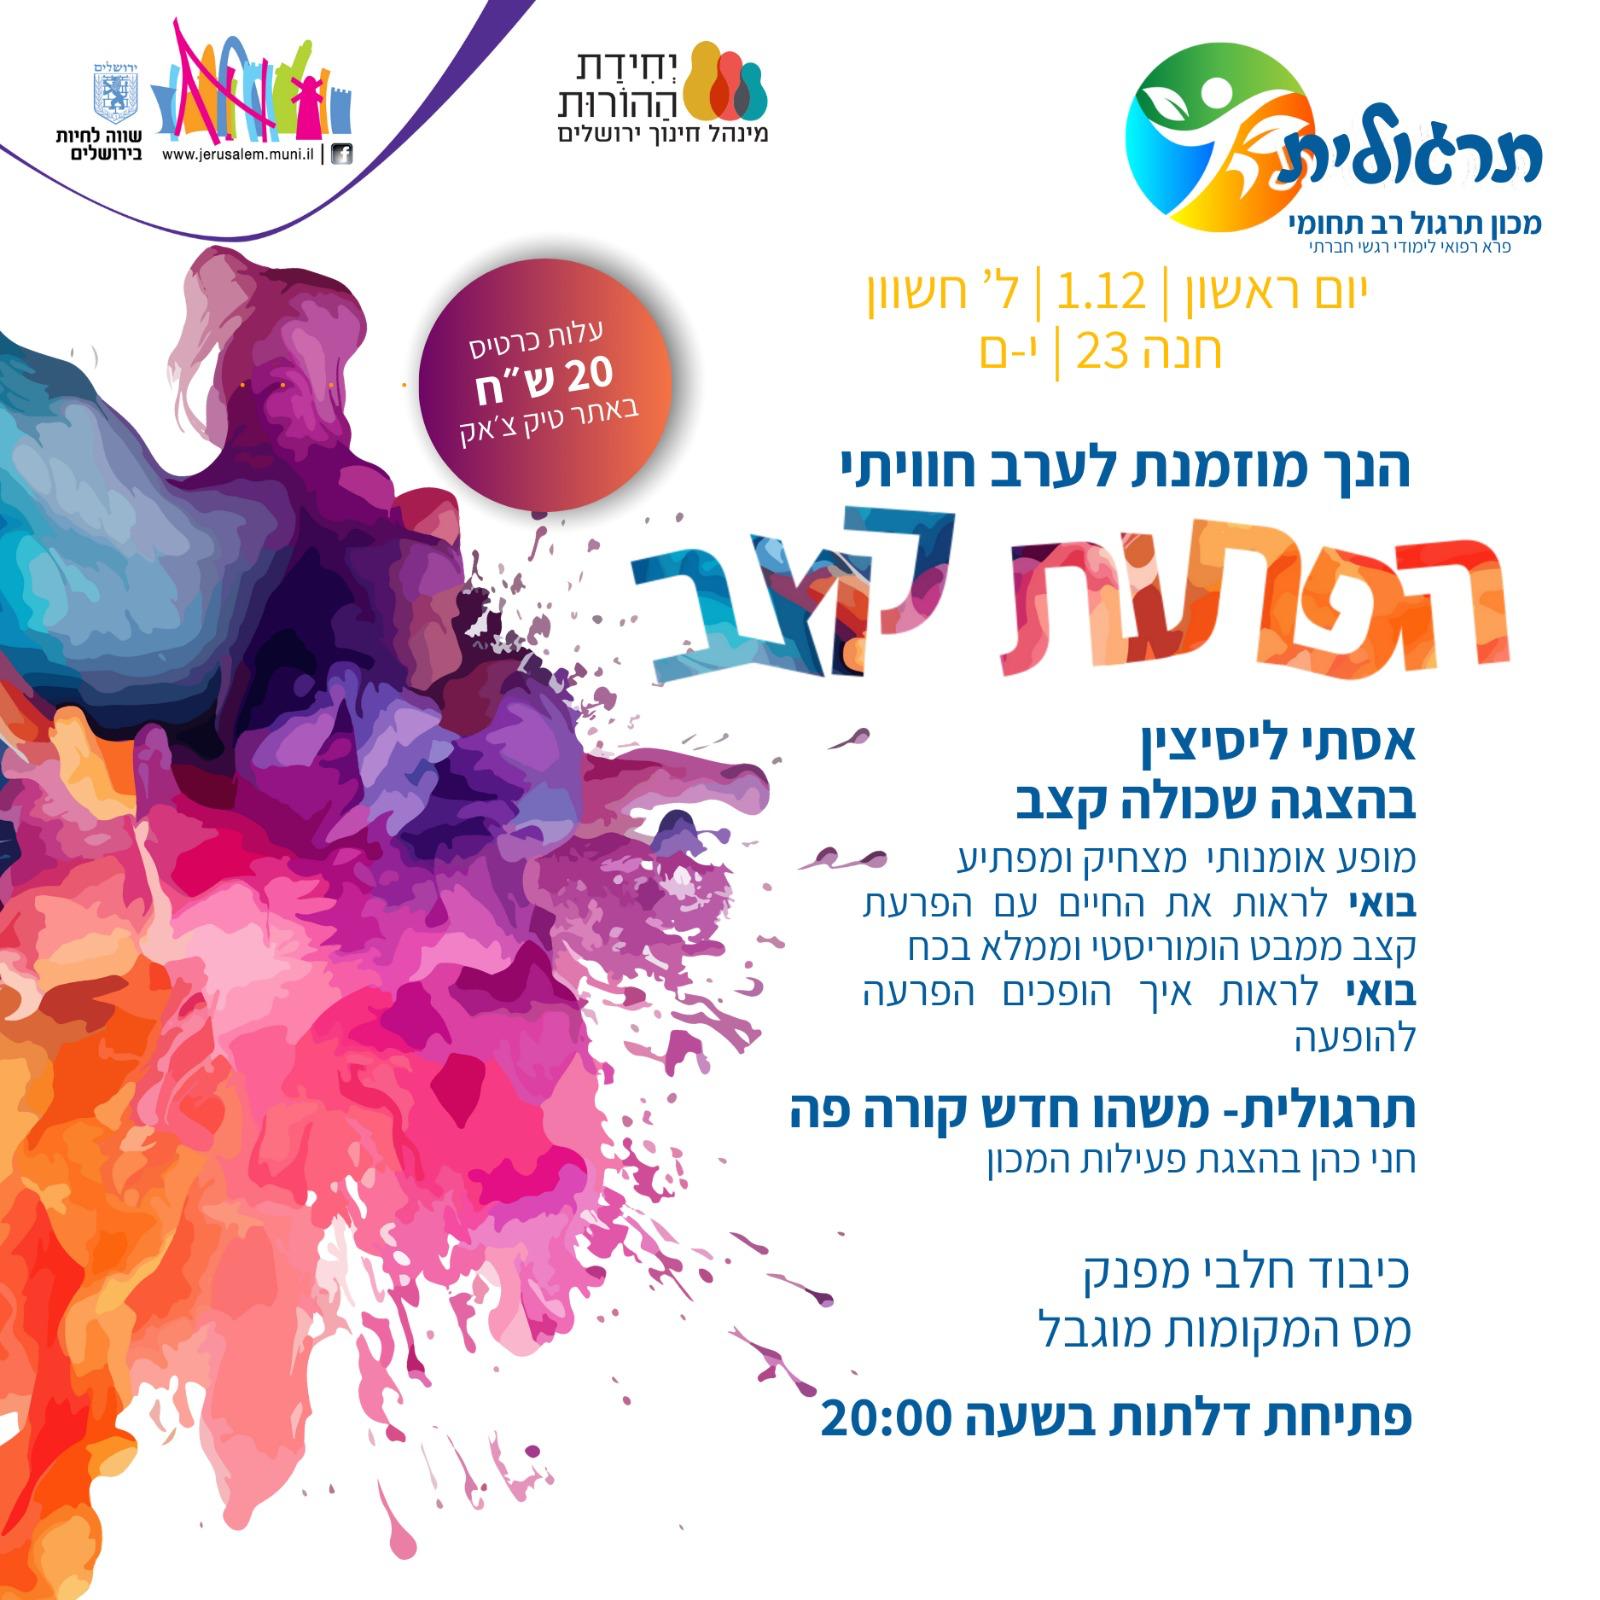 תרגולית
מכון תרגול רב תחומי
פרא רפואי לימודי רגשי חברתי
יְחִידַת
הַהוֹרוּת
מינהל חינוך ירושלים
ירושלים
שווה לחיות
בירושלים
www.jerusalem.muni.il | f
יום ראשון | 1.12 | ל' חשוון
חנה 23 | י-ם
עלות כרטיס
20 ש״ח
באתר טיק צ'אק
הנך מוזמנת לערב חוויתי
הפתעת קצב
אסתי ליסיצין
בהצגה שכולה קצב
מופע אומנותי מצחיק ומפתיע
בואי לראות את החיים עם הפרעת
קצב ממבט הומוריסטי וממלא בכח
בואי לראות איך הופכים הפרעה
להופעה
תרגולית- משהו חדש קורה פה
חני כהן בהצגת פעילות המכון
כיבוד חלבי מפנק
מס המקומות מוגבל
פתיחת דלתות בשעה 20:00